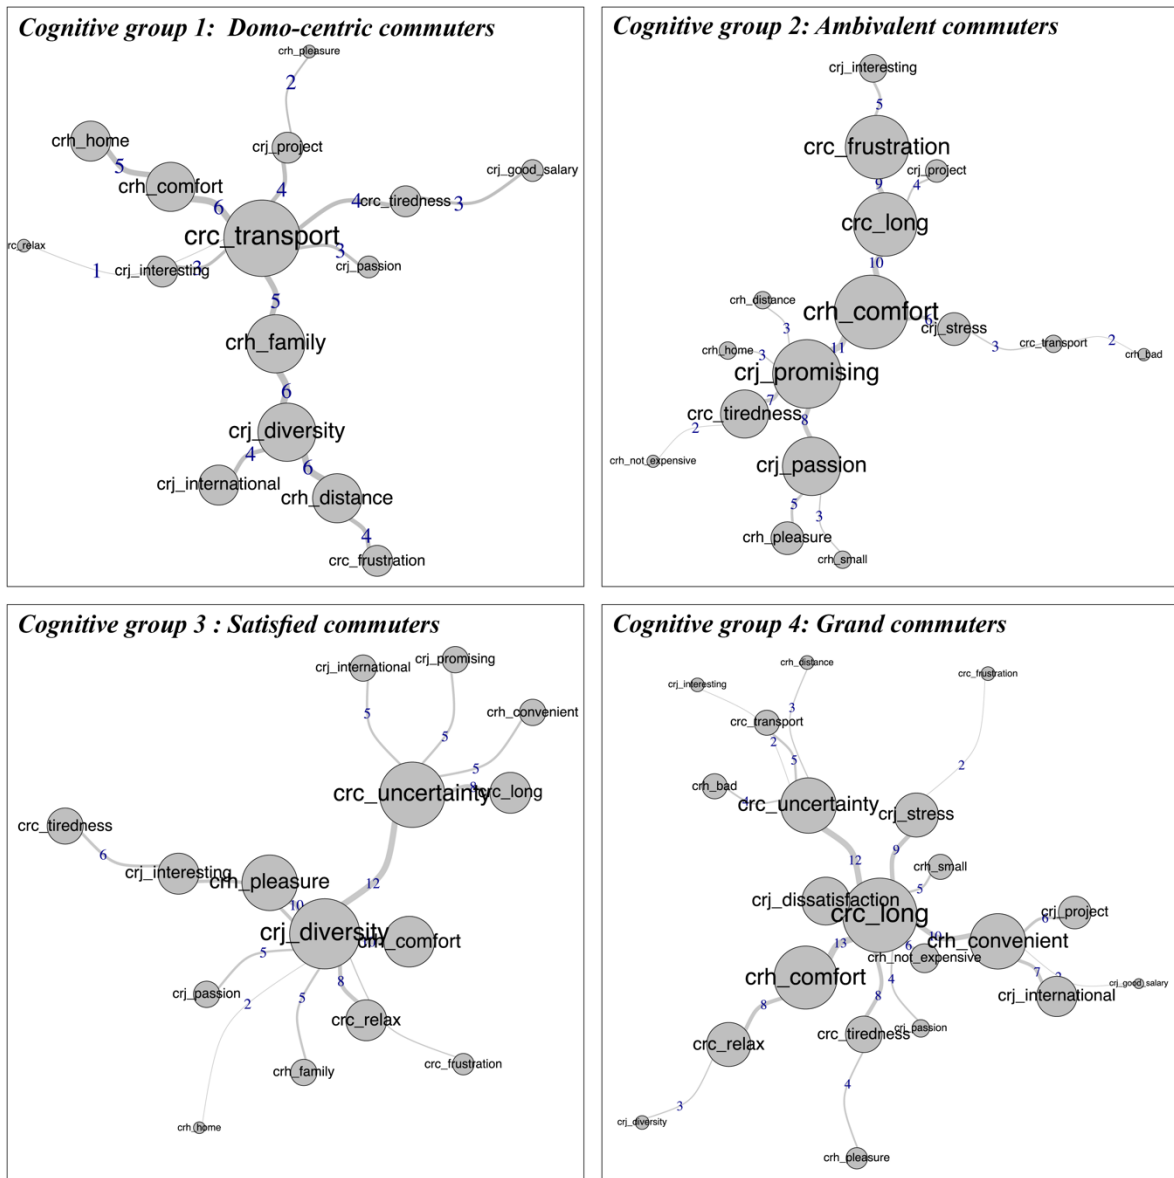 Cognitive group 1: Domo-centric commuters
crh_pleasure
2
crh_home
crj_project
5
crh_comfort
4
crj_good_salary
6
4
crc_tiredness
3
crc_transport
rc_relax
3
1
crj_interesting
3
crj_passion
5
crh_family
6
crj_diversity
4
6
crj_international
crh_distance
4
crc_frustration
Cognitive group 2: Ambivalent commuters
crj_interesting
5
crc_frustration
crj_project
9
4
crc_long
10
crh_distance
crh_comfort
6
crj_stress
3
crc_transport
3
2
crh_home
11
crh_bad
3
crj_promising
7
crc_tiredness
8
2
crh_not_expensive
crj_passion
5
3
crh_pleasure
crh_small
Cognitive group 3 : Satisfied commuters
crj_international
crj_promising
crh_convenient
5
5
5
8
crc_uncertainty
crc_long
crc_tiredness
6
crj_interesting
crh_pleasure
12
10
crj_diversity
crh_comfort
5
8
crj_passion
2
5
crc_relax
crh_family
crc_frustration
crh_home
Cognitive group 4: Grand commuters
crh_distance
crj_interesting
crc_frustration
3
crc_transport
2
5
2
crh_bad
4
crc_uncertainty
crj_stress
9
12
crh_small
5
crj_dissatisfaction
crc_long
crj_project
6
10
13
6
crh_convenient
crh_not_expensive
crh_comfort
4
7
2
crj_good_salary
8
8
crj_international
crc_tiredness
crj_passion
crc_relax
4
3
crj_diversity
crh_pleasure